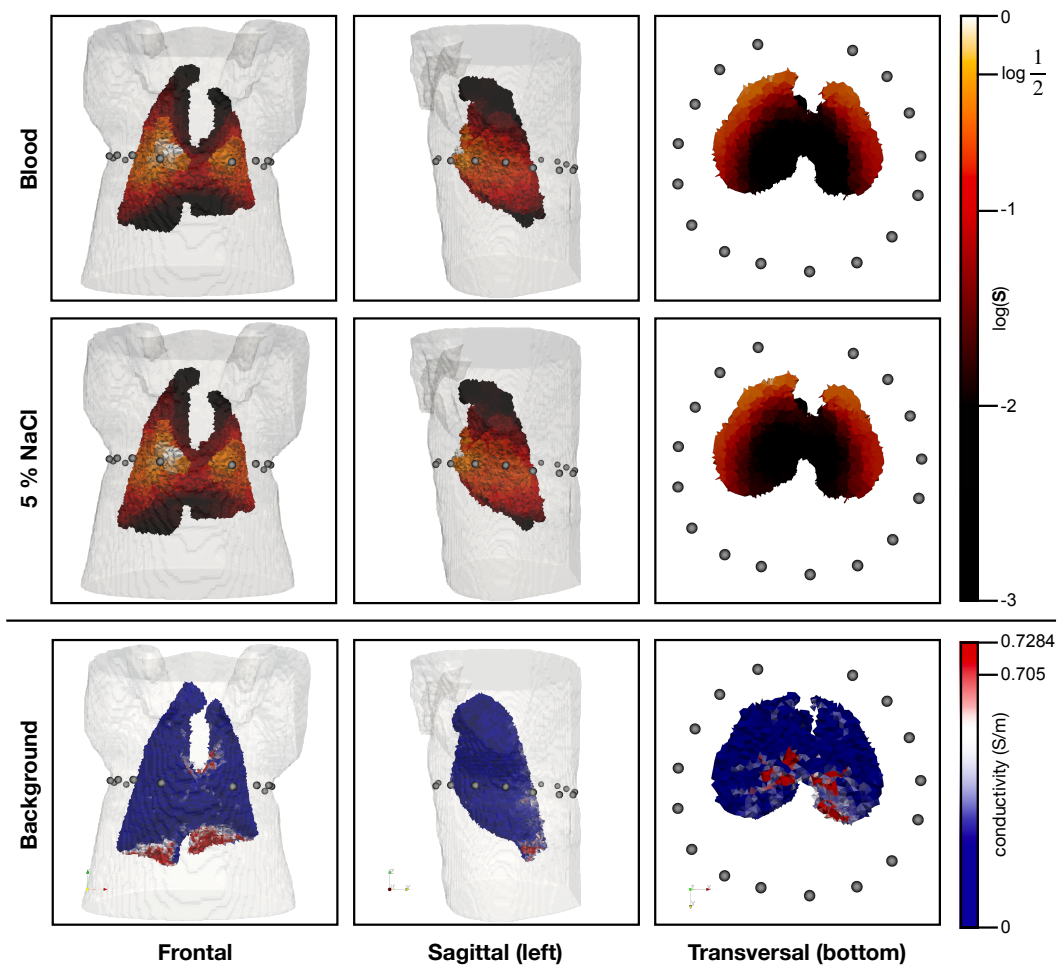 Blood
0
log 1/2
-1
log(S)
-2
-3
5 % NaCl
Background
0.7284
0.705
conductivity (S/m)
0
Frontal
Sagittal (left)
Transversal (bottom)